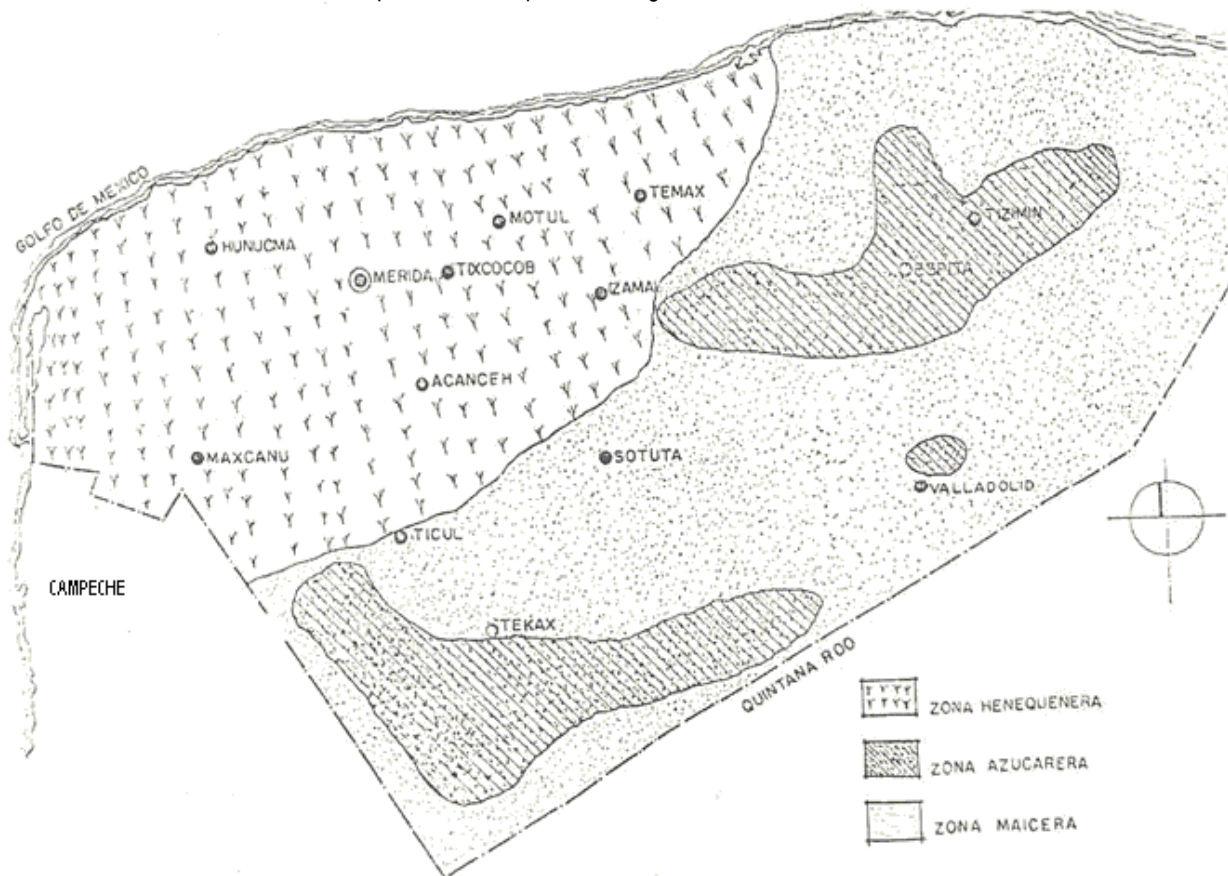 GOLFO DE MEXICO
TEMAX
MOTUL
TIZIMIN
HUNUCMA
MERIDA
TIXCOCOB
ESPITA
IZAMAL
ACANCEH
MAXCANU
SOTUTA
VALLADOLID
TICUL
CAMPECHE
TEKAX
QUINTANA ROO
ZONA HENEQUEÑERA
ZONA AZUCARERA
ZONA MAICERA